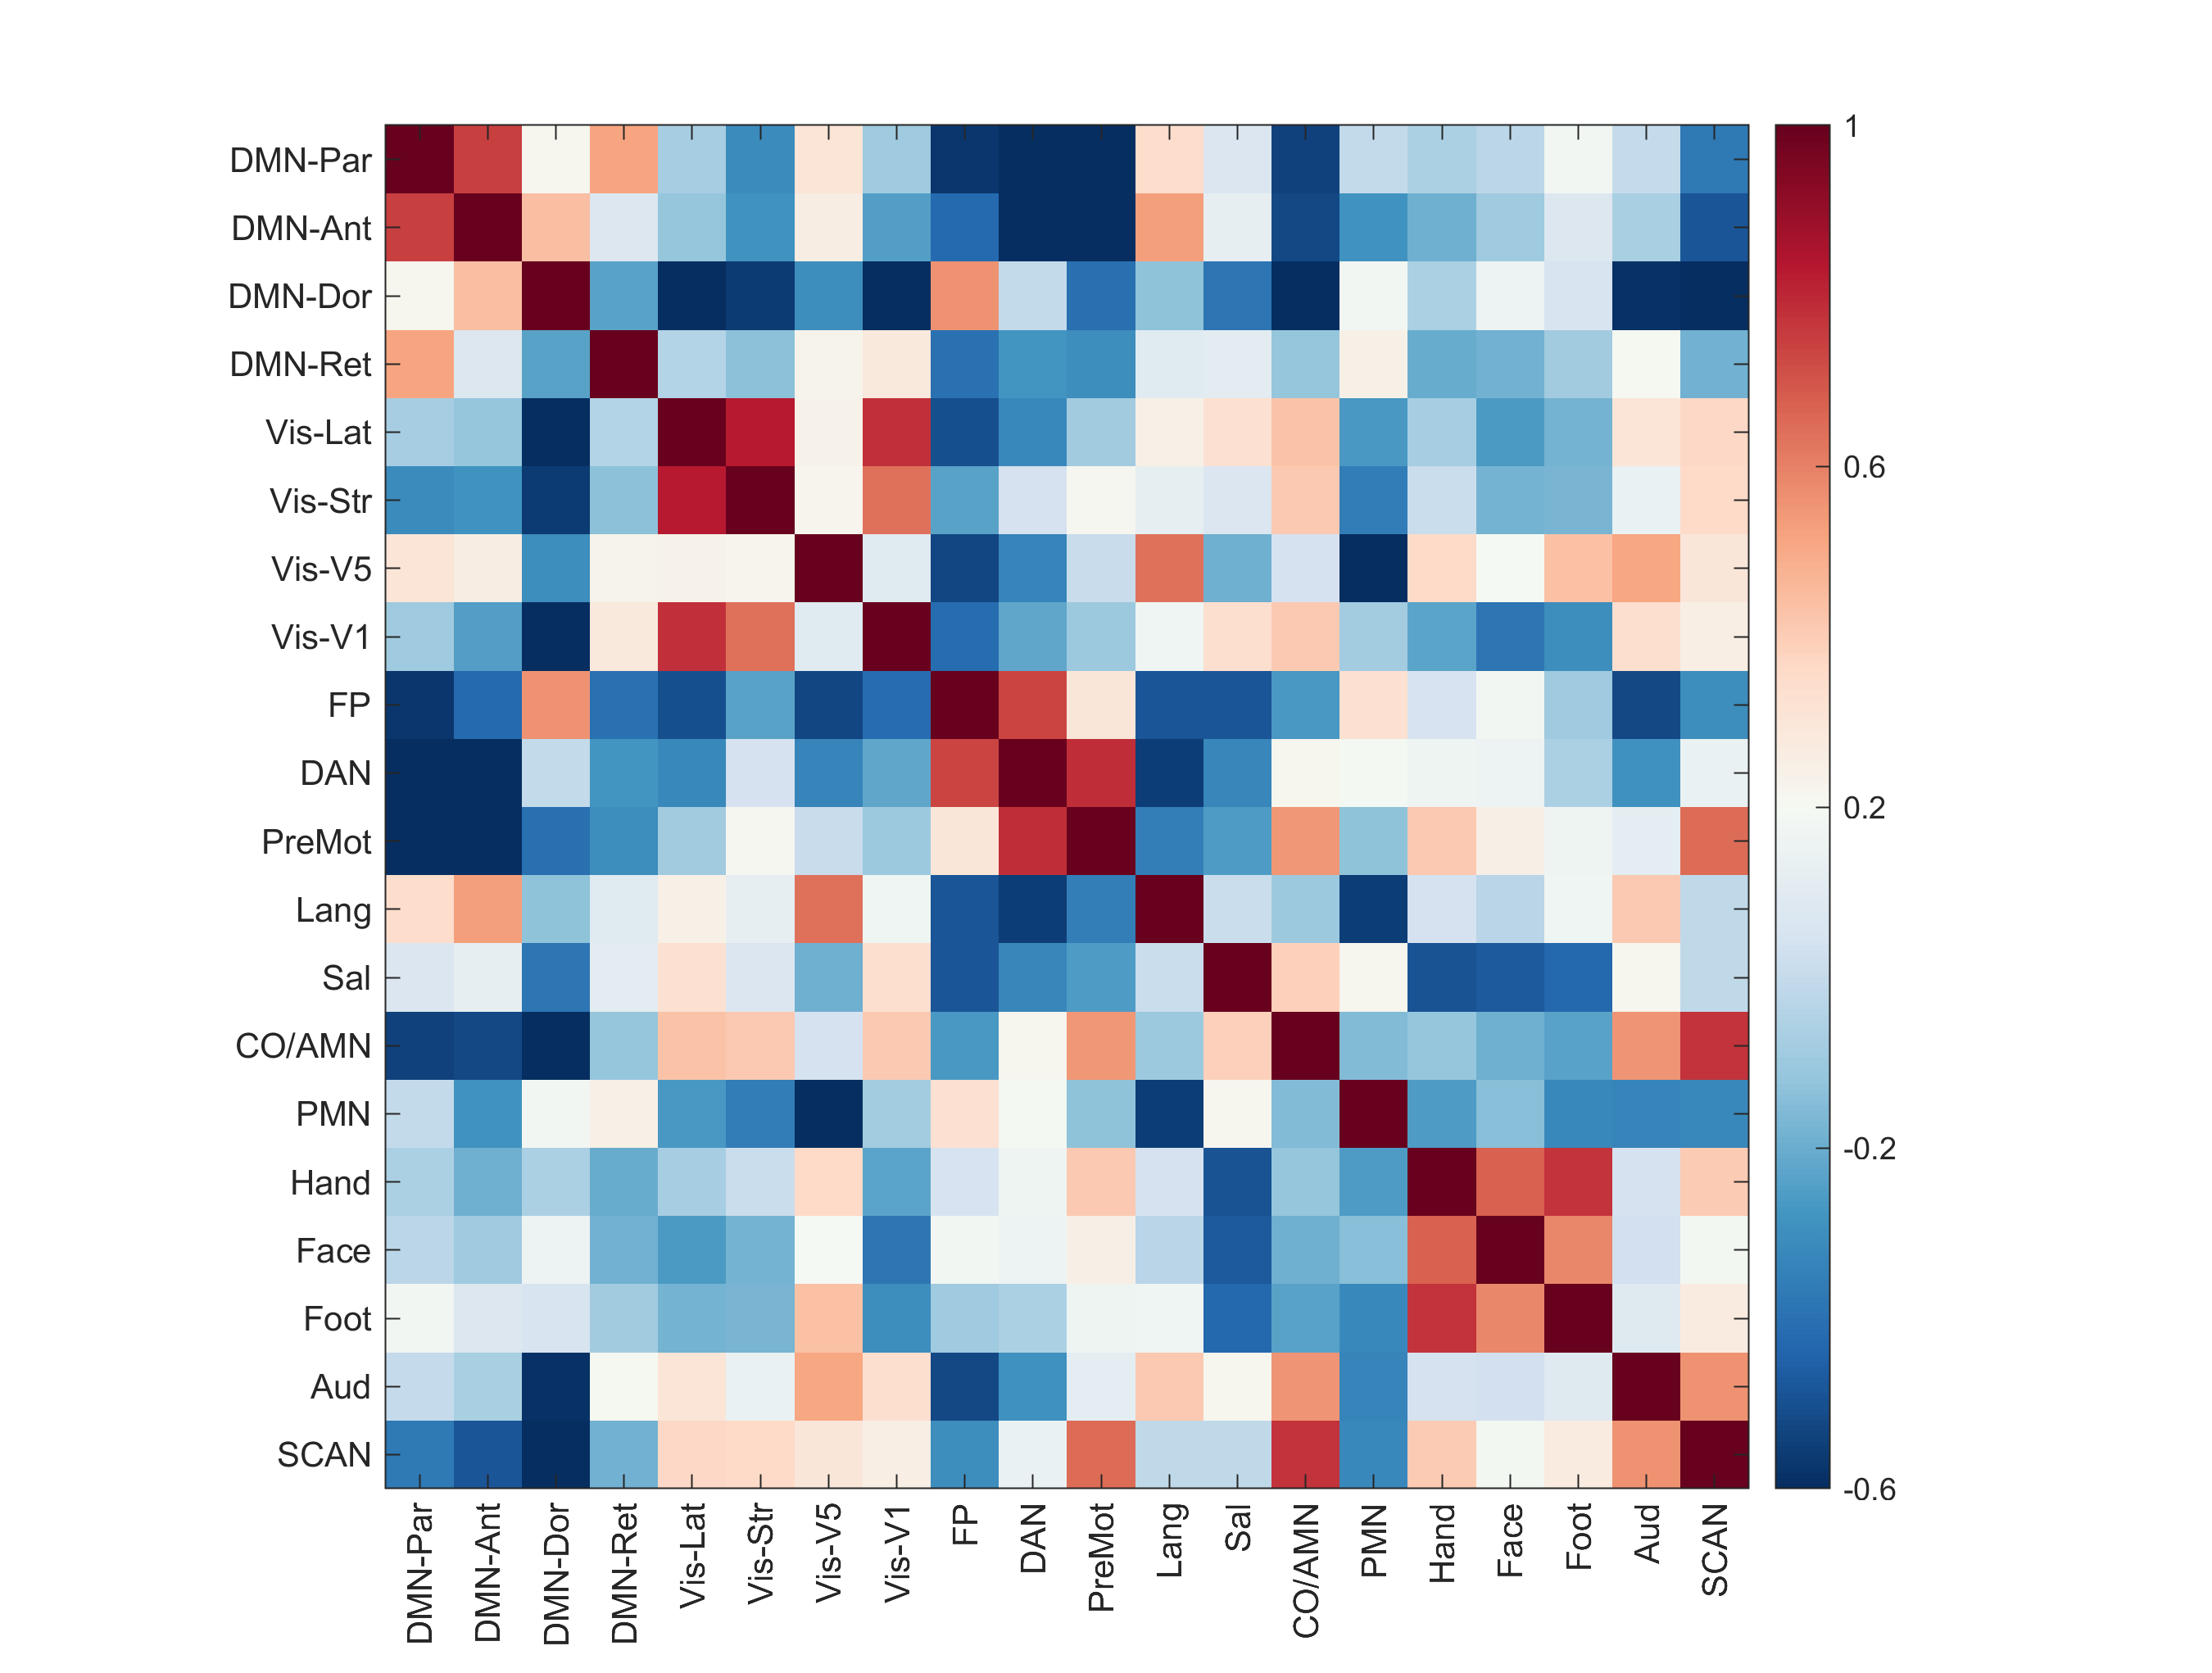 DMN-Par
DMN-Ant
DMN-Dor
DMN-Ret
Vis-Lat
Vis-Str
Vis-V5
Vis-V1
FP
DAN
PreMot
Lang
Sal
CO/AMN
PMN
Hand
Face
Foot
Aud
SCAN
DMN-Par
DMN-Ant
DMN-Dor
DMN-Ret
Vis-Lat
Vis-Str
Vis-V5
Vis-V1
FP
DAN
PreMot
Lang
Sal
CO/AMN
PMN
Hand
Face
Foot
Aud
SCAN
1
0.6
0.2
-0.2
-0.6